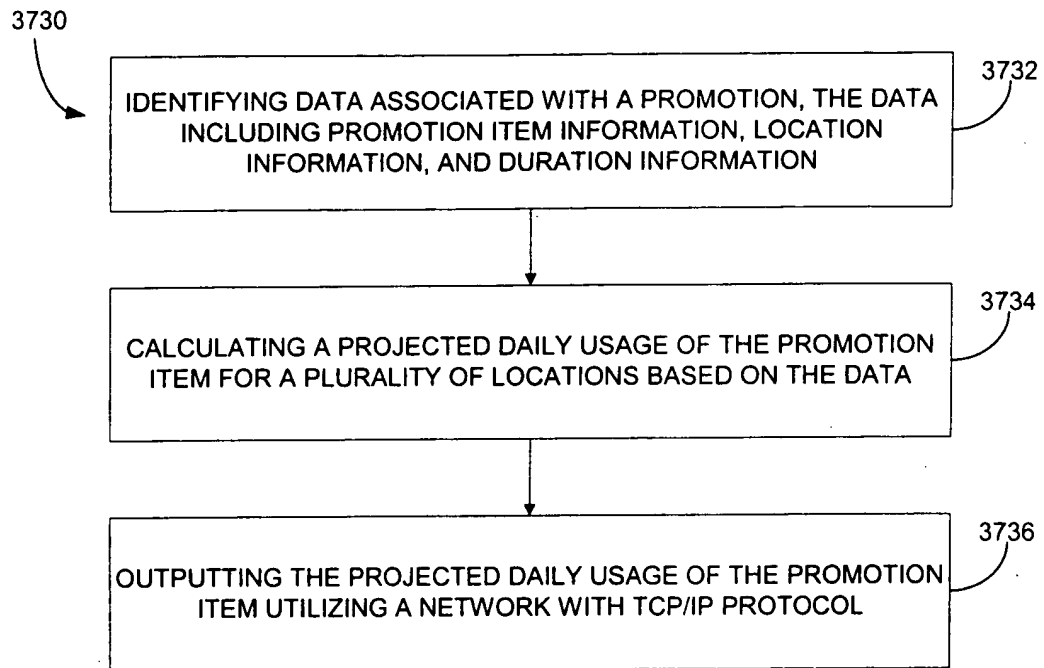 3730
3732
IDENTIFYING DATA ASSOCIATED WITH A PROMOTION, THE DATA
INCLUDING PROMOTION ITEM INFORMATION, LOCATION
INFORMATION, AND DURATION INFORMATION
3734
CALCULATING A PROJECTED DAILY USAGE OF THE PROMOTION
ITEM FOR A PLURALITY OF LOCATIONS BASED ON THE DATA
3736
OUTPUTTING THE PROJECTED DAILY USAGE OF THE PROMOTION
ITEM UTILIZING A NETWORK WITH TCP/IP PROTOCOL